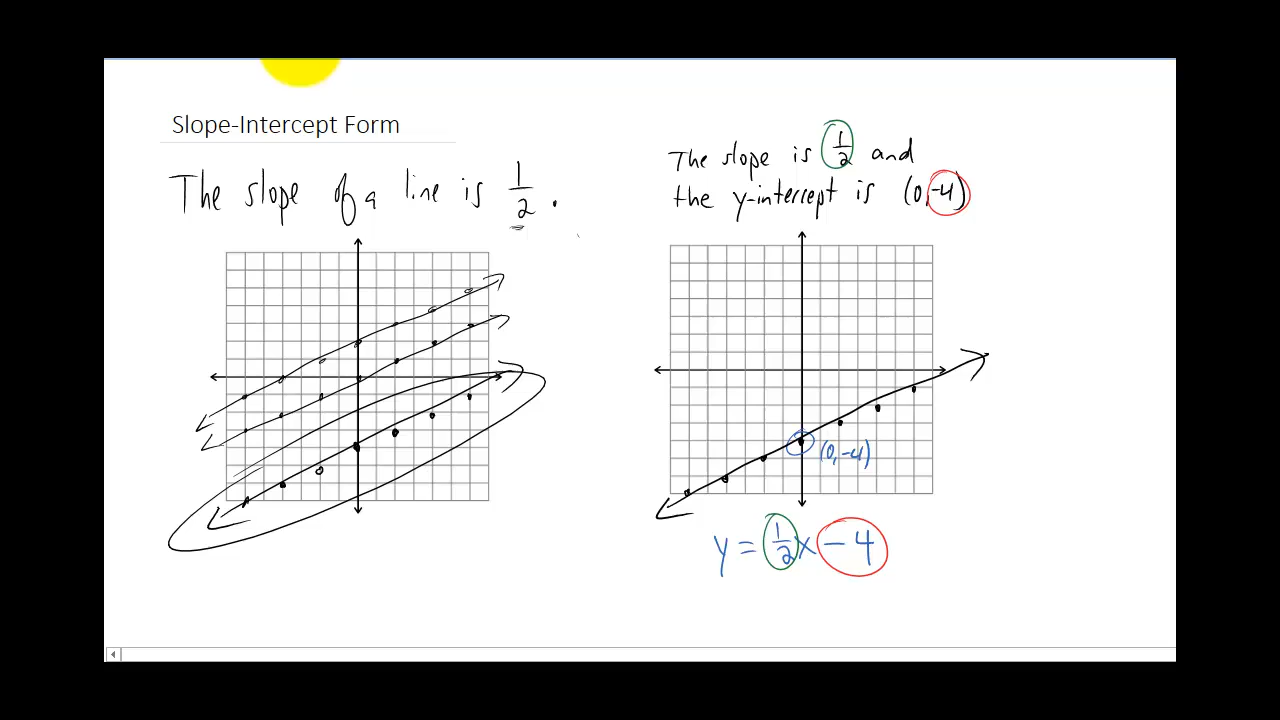 Slope-Intercept Form
The slope of a line is 1/2.
The slope is 1/2 and
the y-intercept is (0,-4)
(0,-4)
y = 1/2 x - 4